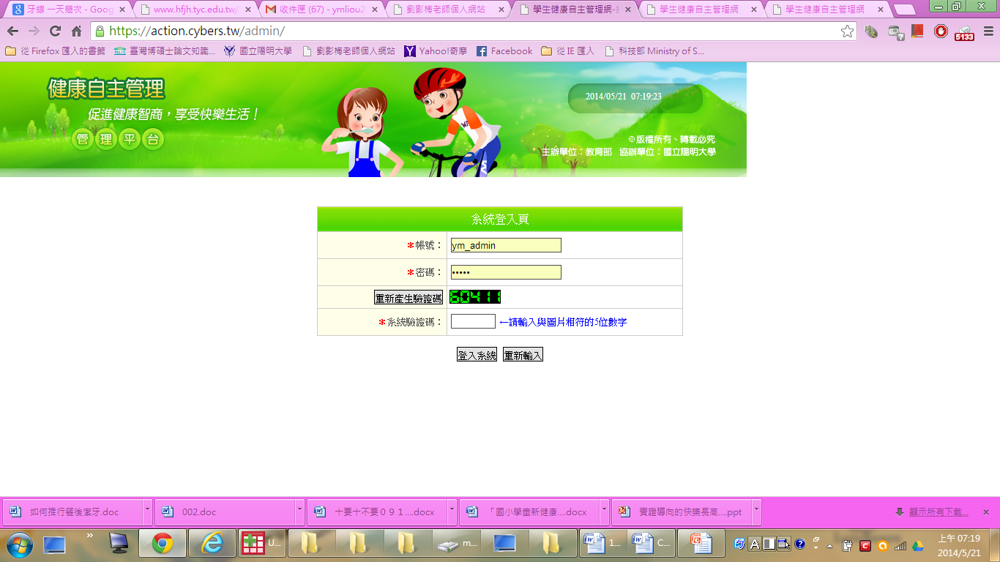 牙線 一天幾次 - Goog
www.hfjh.tyc.edu.tw/
收件匣 (67) - ymliou2
劉影梅老師個人網站
學生健康自主管理網-
學生健康自主管理網
學生健康自主管理網
https://action.cybers.tw/admin/
7
5133
從 Firefox 匯入的書籤
臺灣博碩士論文知識...
國立陽明大學
劉影梅老師個人網站
Yahoo!奇摩
Facebook
從 IE 匯入
科技部 Ministry of S...
健康自主管理
促進健康智商，享受快樂生活！
管理平台
2014/05/21 07:19:23
©版權所有、轉載必究
主辦單位：教育部 協辦單位：國立陽明大學
系統登入頁
*帳號：
ym_admin
*密碼：
•••••
重新產生驗證碼
60411
*系統驗證碼：
←請輸入與圖片相符的5位數字
登入系統
重新輸入
如何推行餐後潔牙.doc
002.doc
十要十不要０９１....docx
「國小學童新健康....docx
實證導向的快樂長高....ppt
顯示所有下載...
U...
m...
1...
C...
A
上午 07:19
2014/5/21